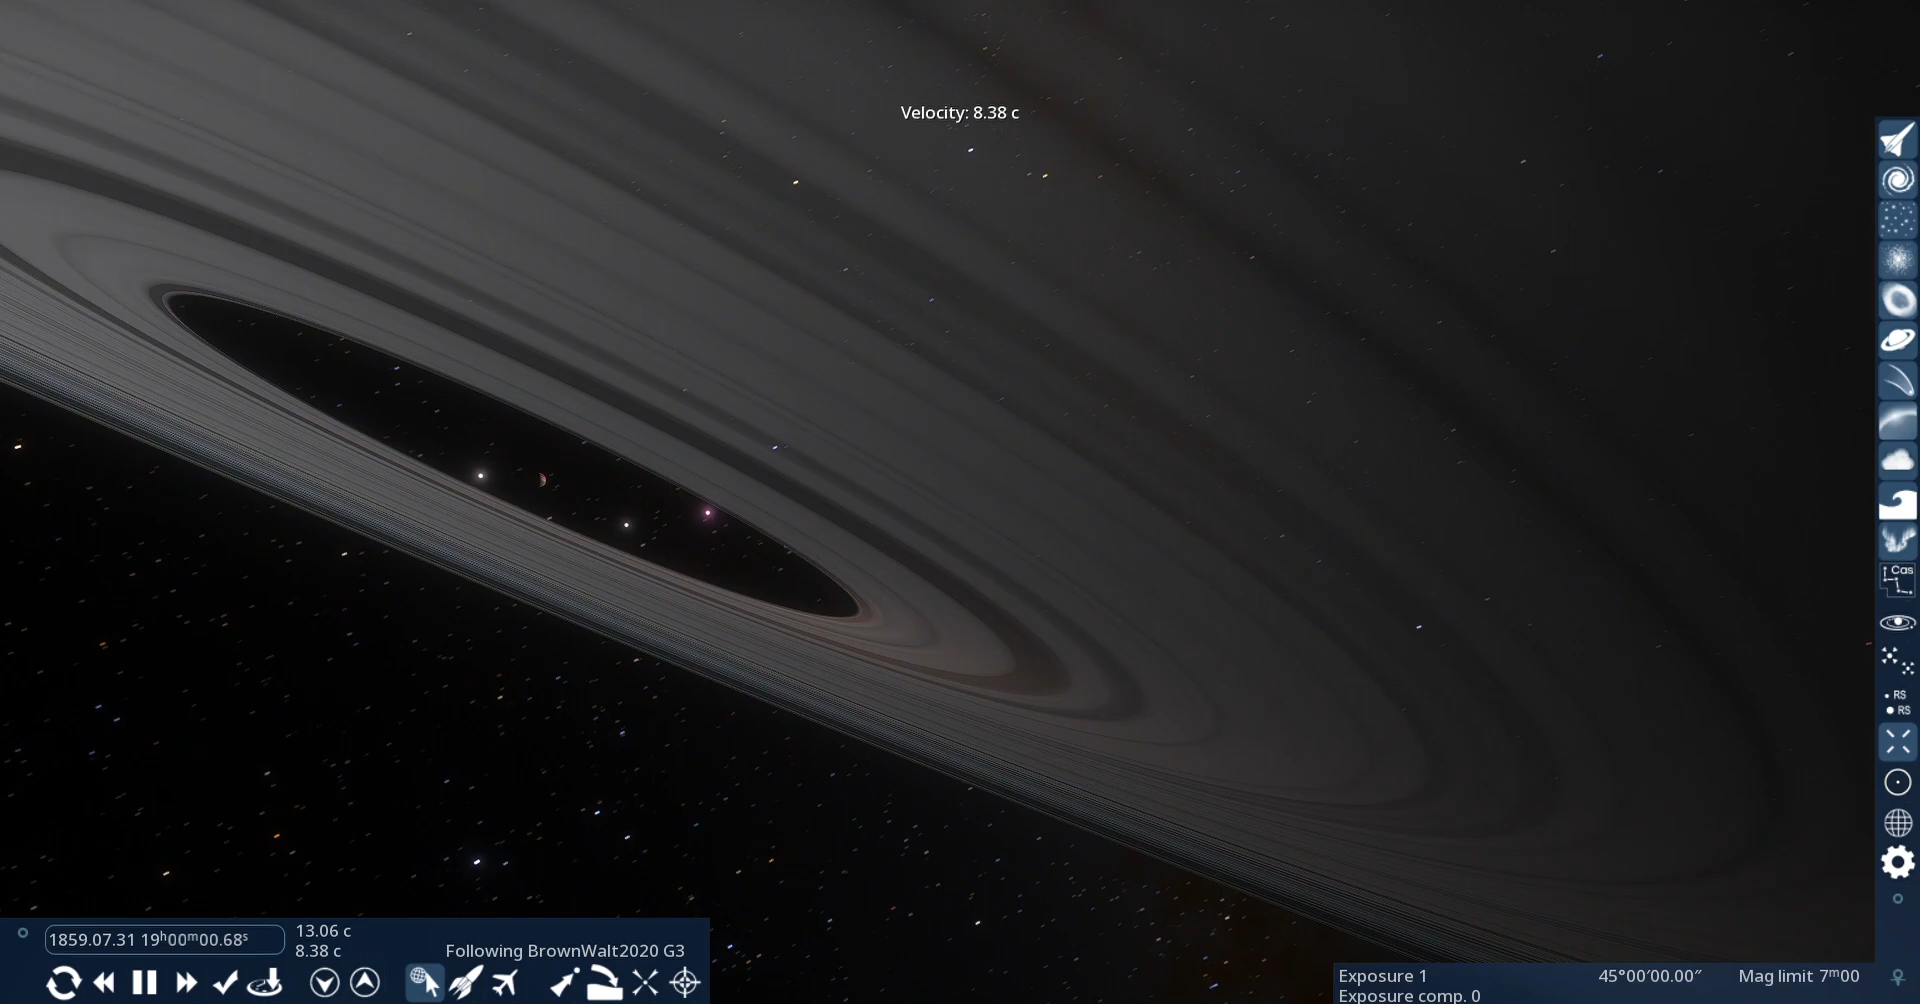 Velocity: 8.38 c
Cas
RS
RS
1859.07.31 19ʰ00ᵐ00.68ˢ
13.06 c
8.38 c
Following BrownWalt2020 G3
Exposure 1
45°00′00.00″
Mag limit 7ᵐ00
Exposure comp. 0